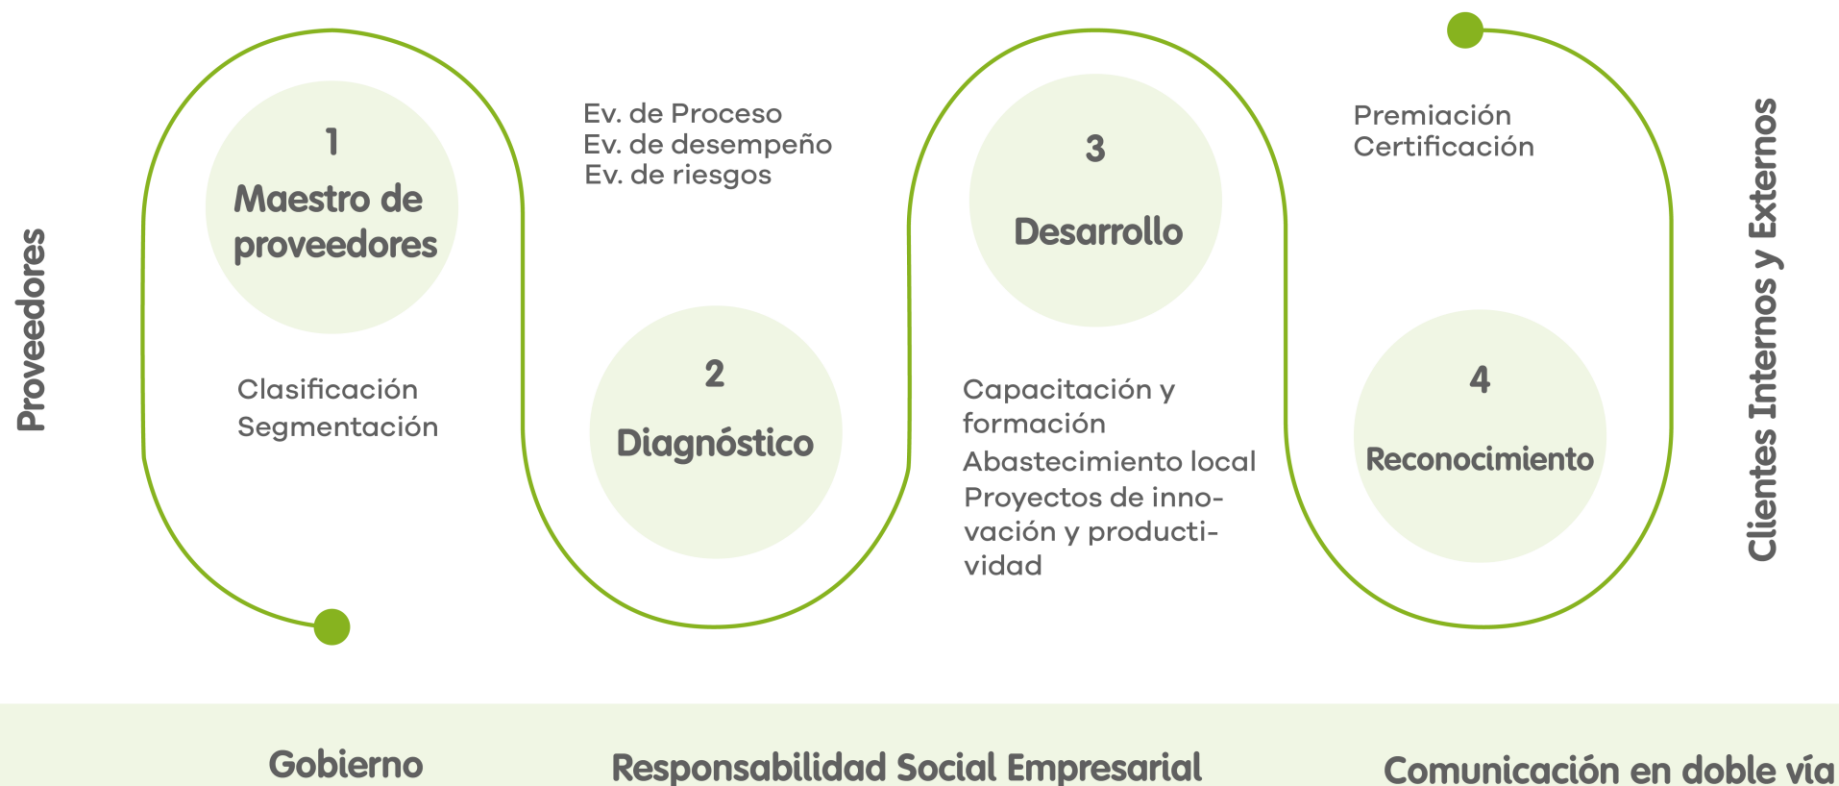 Proveedores
1
Maestro de
proveedores
Clasificación
Segmentación
Ev. de Proceso
Ev. de desempeño
Ev. de riesgos
2
Diagnóstico
3
Desarrollo
Capacitación y
formación
Abastecimiento local
Proyectos de inno-
vación y producti-
vidad
Premiación
Certificación
4
Reconocimiento
Clientes Internos y Externos
Gobierno
Responsabilidad Social Empresarial
Comunicación en doble vía